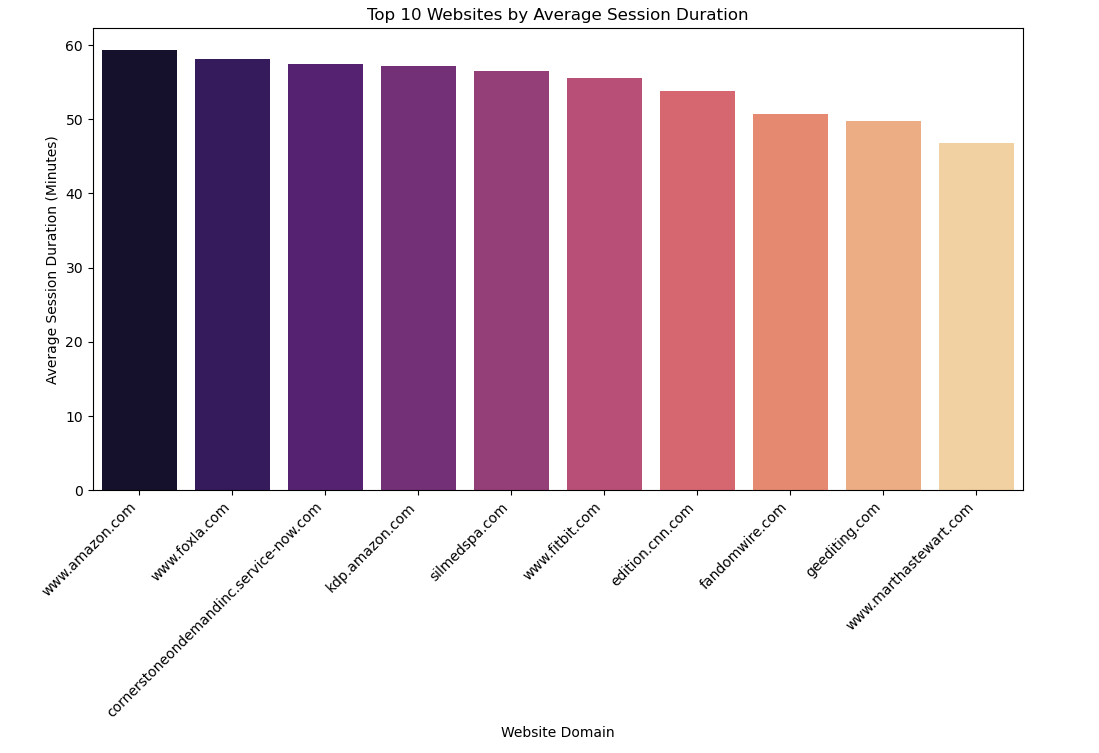 Top 10 Websites by Average Session Duration
Average Session Duration (Minutes)
60
50
40
30
20
10
0
www.amazon.com
www.foxla.com
cornerstoneondemandinc.service-now.com
kdp.amazon.com
silmedspa.com
www.fitbit.com
edition.cnn.com
fandomwire.com
geediting.com
www.marthastewart.com
Website Domain